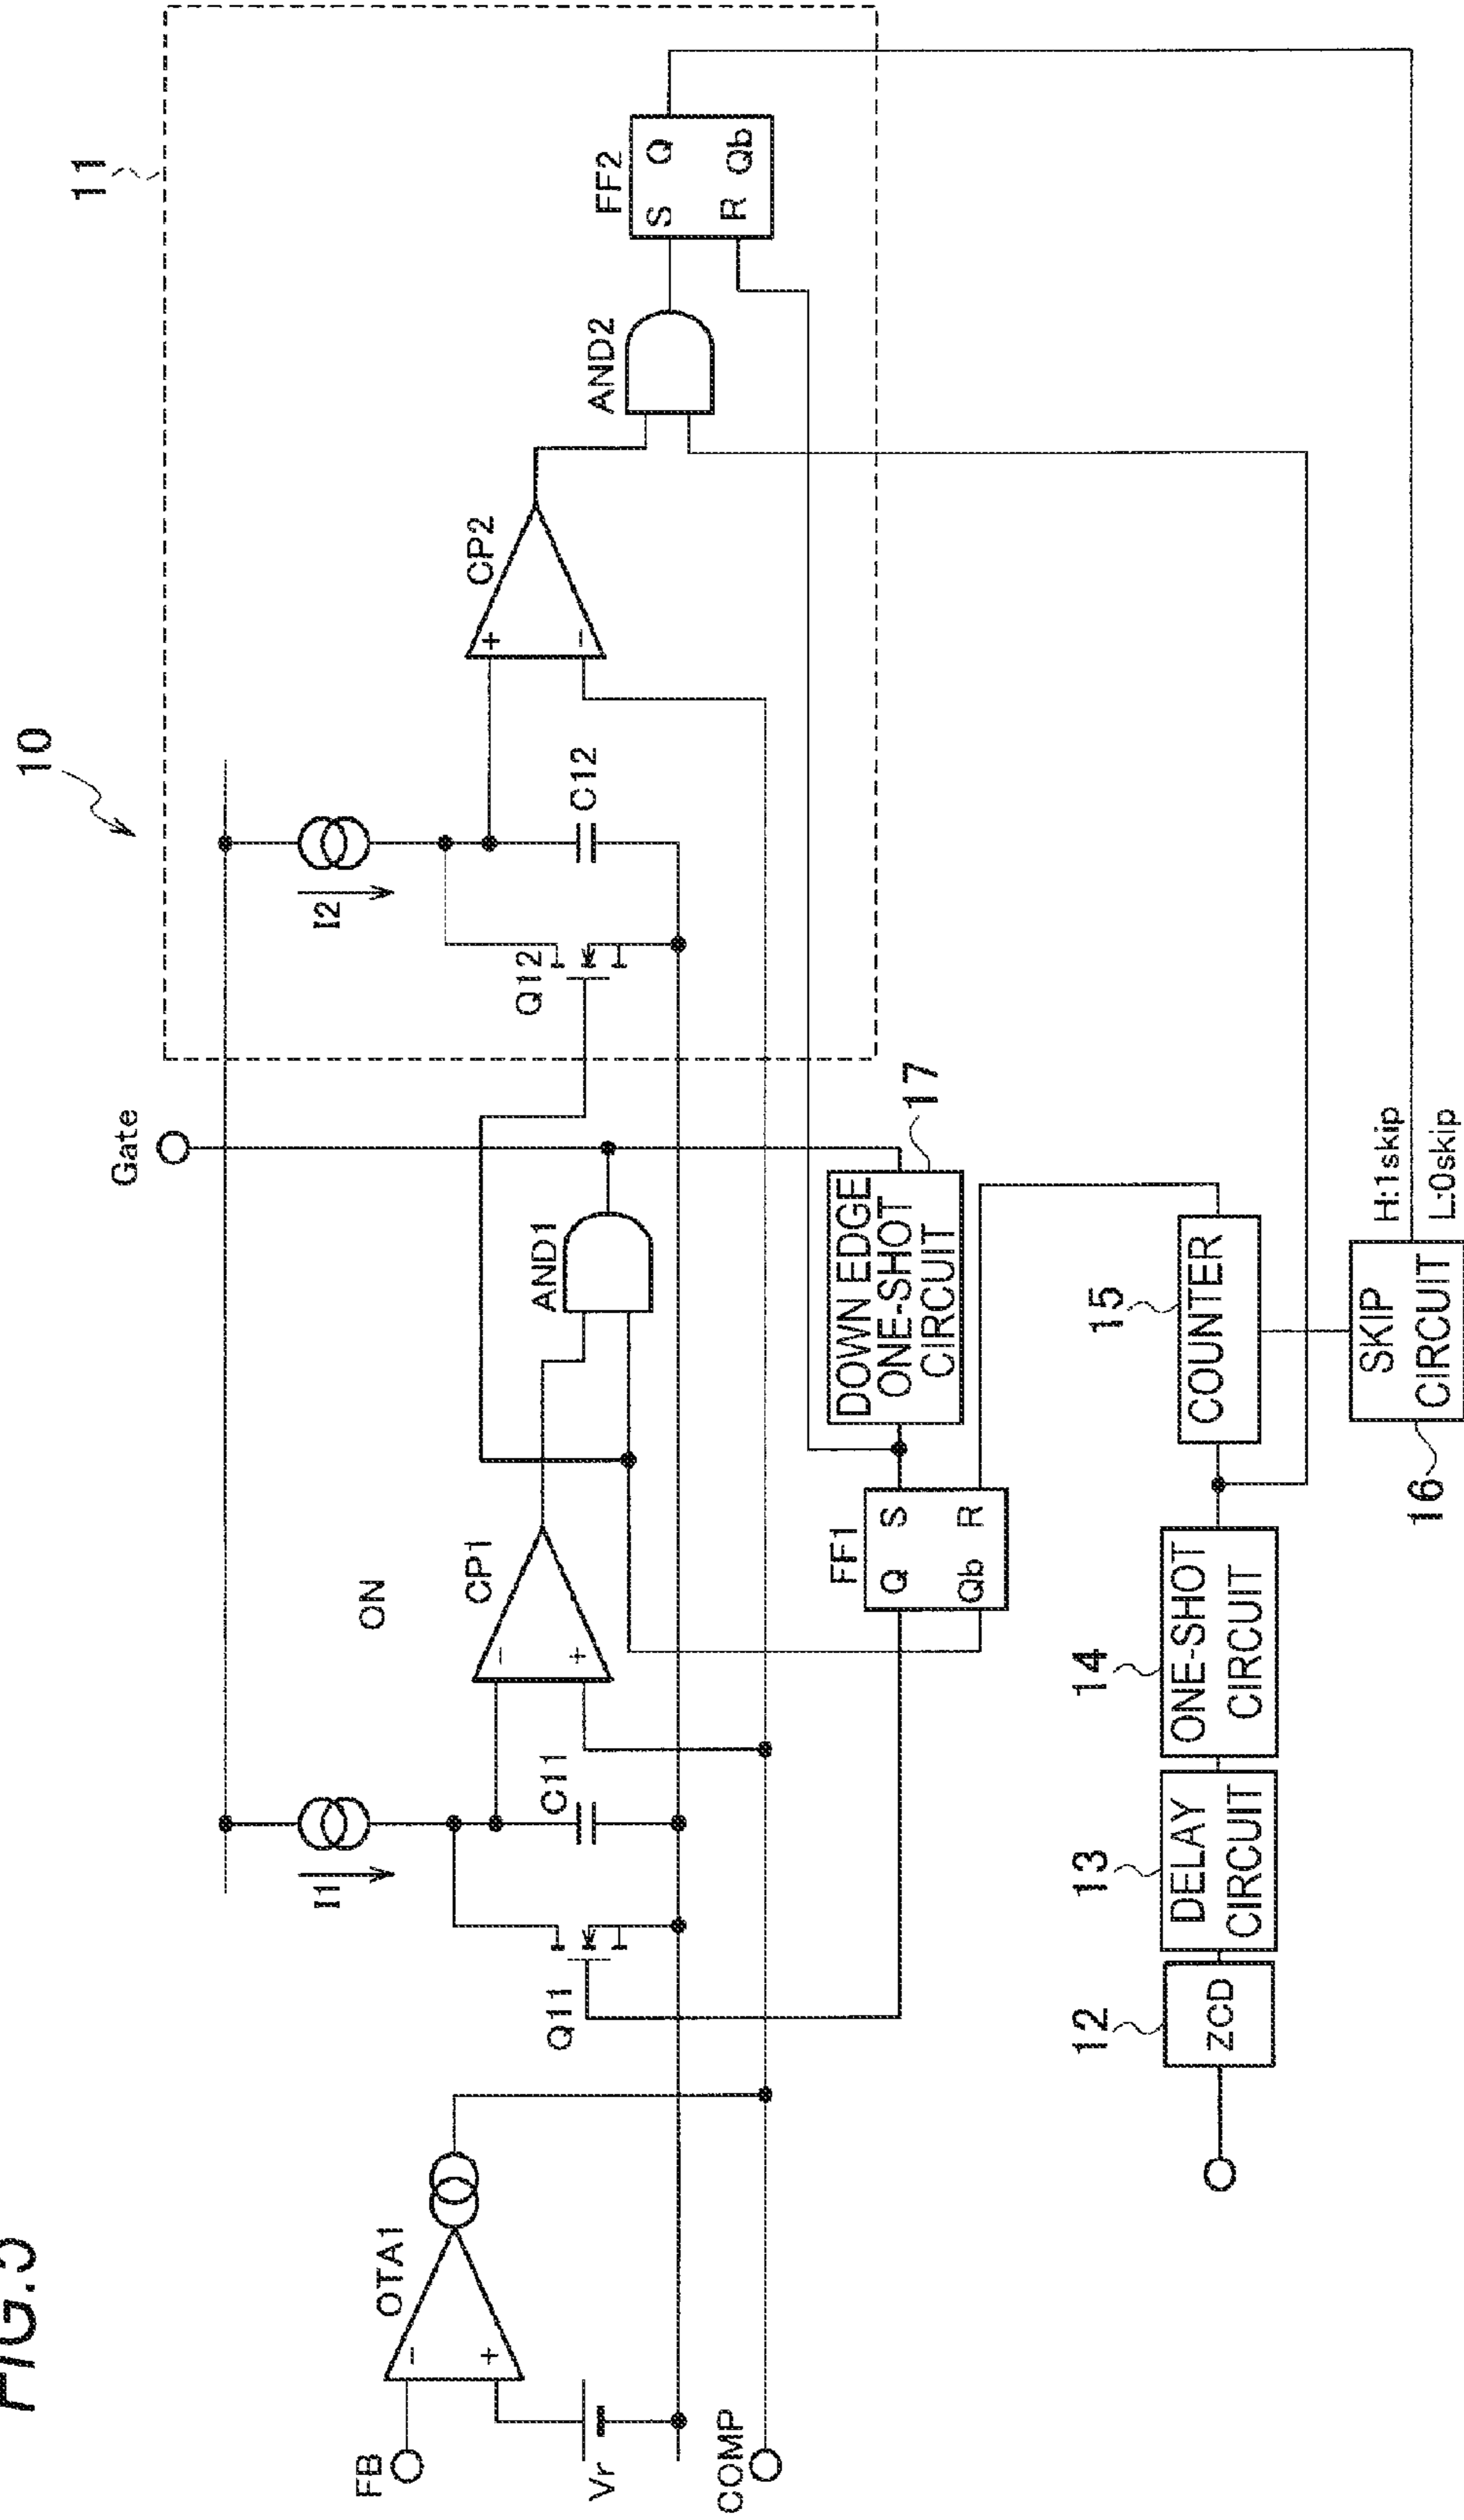 FIG.5
10
11
Gate
ON
FB
OTA1
Vr
COMP
I1
Q11
C11
CP1
AND1
I2
Q12
C12
CP2
AND2
FF2
S Q
R Qb
FF1
Q S
Qb R
17
DOWN EDGE
ONE-SHOT
CIRCUIT
12
ZCD
13
DELAY
CIRCUIT
14
ONE-SHOT
CIRCUIT
15
COUNTER
16
SKIP
CIRCUIT
H:1skip
L:0skip
- +
- +
+ -